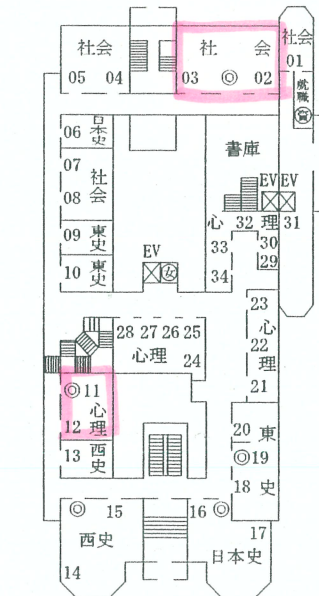 社会
05 04
社会
03 ◎ 02
社会
01
就職
資
日本史
06
07
社会
08
09 東史
10 東史
書庫
EV EV
心理
32 31
33
30
29
34
EV
女
28 27 26 25
心理
24
23
心理
22
21
◎ 11
心理
12
13 西史
20 東史
◎ 19
18
◎ 15
西史
14
16 ◎
17
日本史